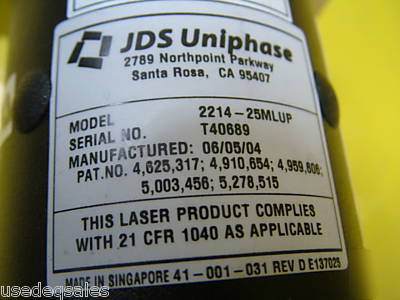 JDS Uniphase
2789 Northpoint Parkway
Santa Rosa, CA 95407
MODEL 2214-25MLUP
SERIAL NO. T40689
MANUFACTURED: 06/05/04
PAT.NO. 4,625,317; 4,910,654; 4,959,806;
5,003,456; 5,278,515
THIS LASER PRODUCT COMPLIES
WITH 21 CFR 1040 AS APPLICABLE
MADE IN SINGAPORE 41-001-031 REV D E137025
usedeqsales